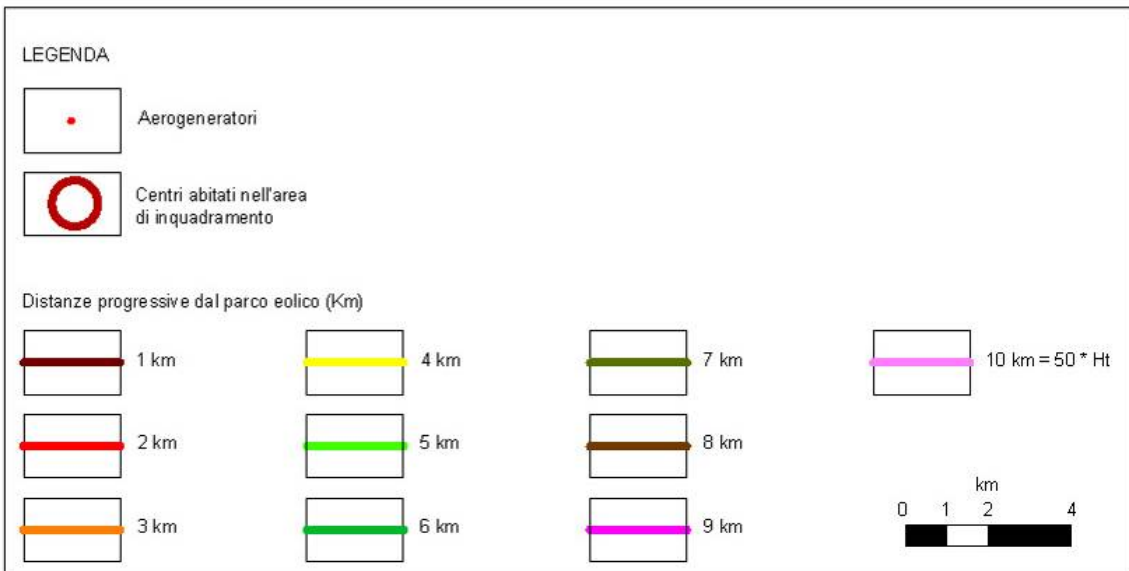 LEGENDA
Aerogeneratori
Centri abitati nell'area
di inquadramento
Distanze progressive dal parco eolico (Km)
1 km
4 km
7 km
10 km = 50 * Ht
2 km
5 km
8 km
3 km
6 km
9 km
km
0 1 2 4